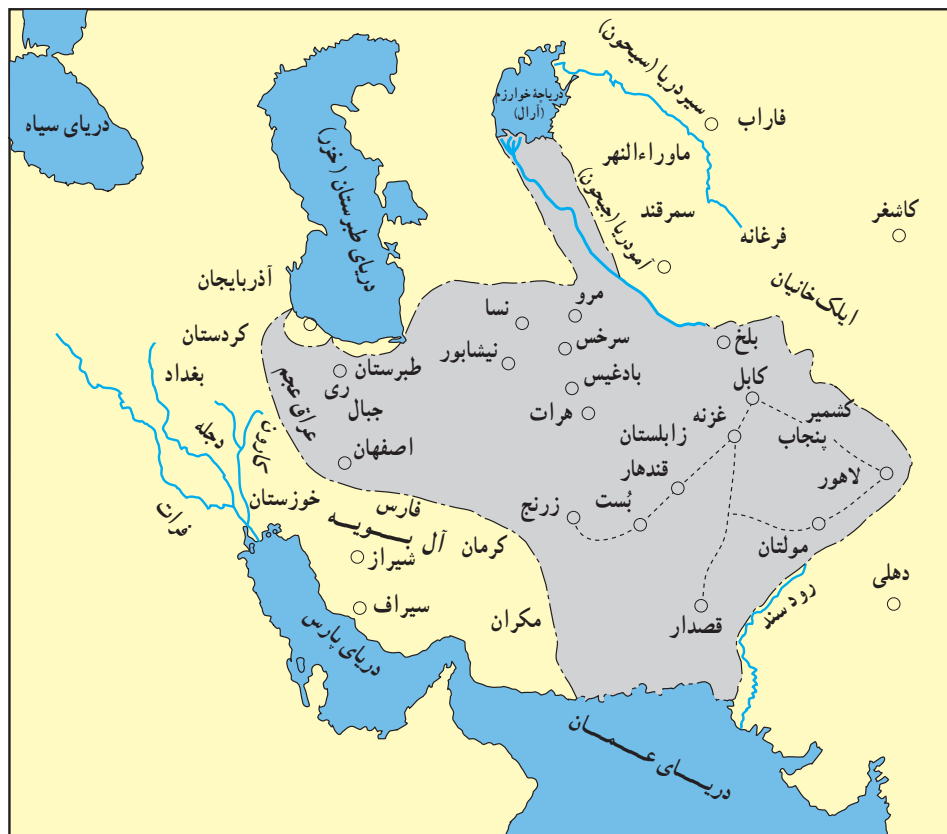 دریای سیاه
دریای طبرستان (خزر)
دریاچهٔ خوارزم
(آرال)
سیردریا (سیحون)
فاراب
ماوراءالنهر
سمرقند
آمودریا (جیحون)
فرغانه
کاشغر
ایلک‌خانیان
آذربایجان
کردستان
بغداد
دجله
فرات
کارون
خوزستان
عراق عجم
طبرستان
ری
جبال
اصفهان
نسا
مرو
نیشابور
سرخس
بادغیس
هرات
بلخ
کابل
کشمیر
پنجاب
غزنه
زابلستان
قندهار
لاهور
بُست
زرنج
مولتان
فارس
آل بـــویـــه
کرمان
شیراز
سیراف
مکران
قصدار
رود سند
دهلی
دریای پارس
دریـــای عـــمـــان